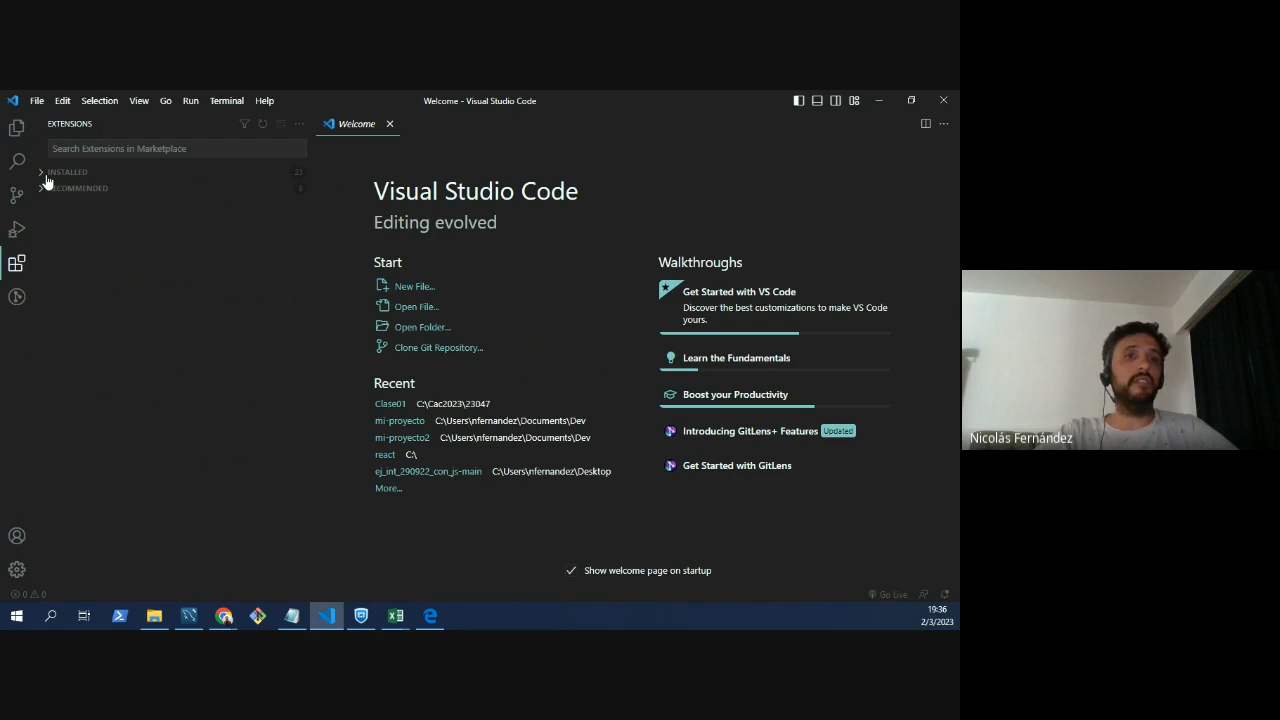 File Edit Selection View Go Run Terminal Help
Welcome - Visual Studio Code
EXTENSIONS
Welcome
Search Extensions in Marketplace
INSTALLED 23
ECOMMENDED 8
Visual Studio Code
Editing evolved
Start
New File...
Open File...
Open Folder...
Clone Git Repository...
Recent
Clase01 C:\Cac2023\23047
mi-proyecto C:\Users\nfernandez\Documents\Dev
mi-proyecto2 C:\Users\nfernandez\Documents\Dev
react C:\
ej_int_290922_con_js-main C:\Users\nfernandez\Desktop
More...
Walkthroughs
Get Started with VS Code
Discover the best customizations to make VS Code
yours.
Learn the Fundamentals
Boost your Productivity
Introducing GitLens+ Features Updated
Get Started with GitLens
Show welcome page on startup
0 0
Go Live
19:36
2/3/2023
Nicolás Fernández